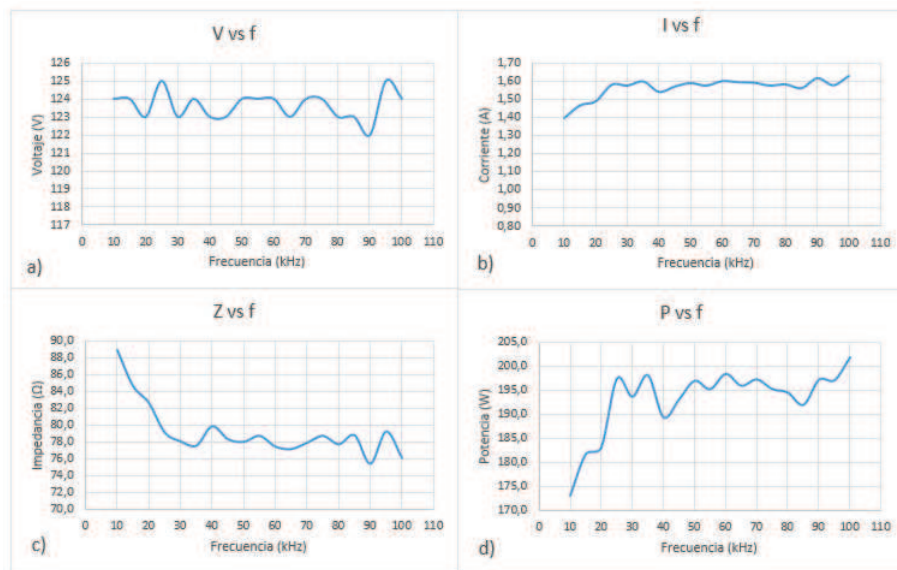 V vs f
Voltaje (V)
126
125
124
123
122
121
120
119
118
117
0 10 20 30 40 50 60 70 80 90 100 110
Frecuencia (kHz)
a)
I vs f
Corriente (A)
1,70
1,60
1,50
1,40
1,30
1,20
1,10
1,00
0,90
0,80
0 10 20 30 40 50 60 70 80 90 100 110
Frecuencia (kHz)
b)
Z vs f
Impedancia (Ω)
90,0
88,0
86,0
84,0
82,0
80,0
78,0
76,0
74,0
72,0
70,0
0 10 20 30 40 50 60 70 80 90 100 110
Frecuencia (kHz)
c)
P vs f
Potencia (W)
205,0
200,0
195,0
190,0
185,0
180,0
175,0
170,0
0 10 20 30 40 50 60 70 80 90 100 110
Frecuencia (kHz)
d)